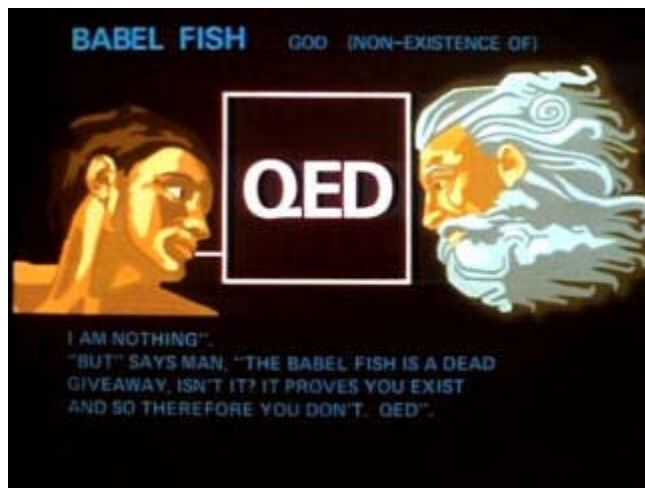 BABEL FISH GOD (NON-EXISTENCE OF)
QED
I AM NOTHING".
"BUT" SAYS MAN, "THE BABEL FISH IS A DEAD
GIVEAWAY, ISN'T IT? IT PROVES YOU EXIST
AND SO THEREFORE YOU DON'T. QED".